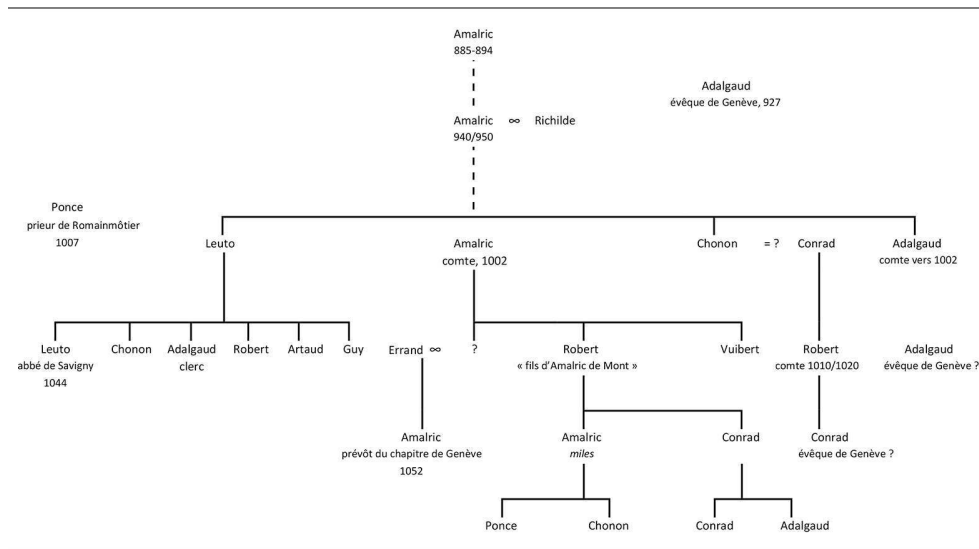 Amalric
885-894
Adalgaud
évêque de Genève, 927
Amalric ∞ Richilde
940/950
Ponce
prieur de Romainmôtier
1007
Leuto
Amalric
comte, 1002
Chonon = ? Conrad
Adalgaud
comte vers 1002
Leuto
abbé de Savigny
1044
Chonon
Adalgaud
clerc
Robert
Artaud
Guy
Errand ∞ ?
Robert
« fils d’Amalric de Mont »
Vuibert
Robert
comte 1010/1020
Adalgaud
évêque de Genève ?
Amalric
prévôt du chapitre de Genève
1052
Amalric
miles
Conrad
Conrad
évêque de Genève ?
Ponce
Chonon
Conrad
Adalgaud